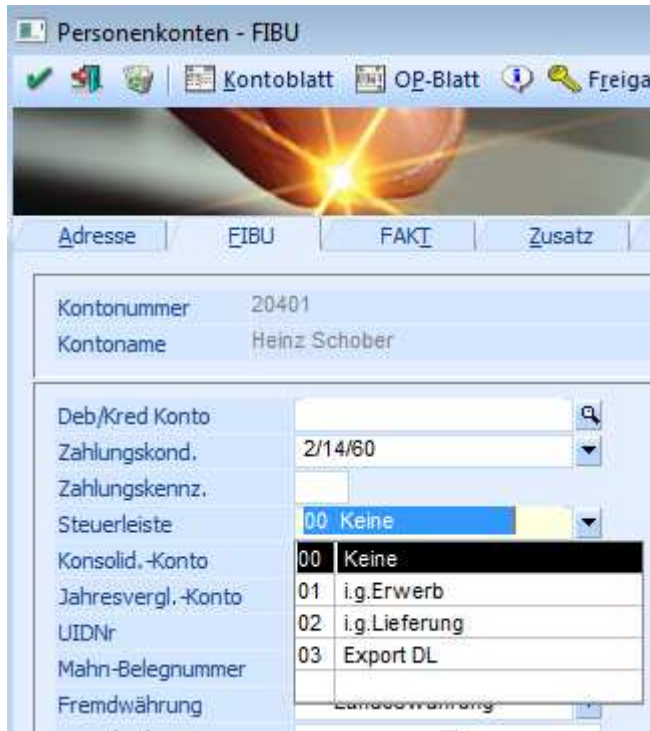 Personenkonten - FIBU
Kontoblatt OP-Blatt Freiga
Adresse FIBU FAKT Zusatz
Kontonummer 20401
Kontoname Heinz Schober
Deb/Kred Konto
Zahlungskond. 2/14/60
Zahlungskennz.
Steuerleiste 00 Keine
Konsolid.-Konto 00 Keine
Jahresvergl.-Konto 01 i.g.Erwerb
UIDNr 02 i.g.Lieferung
Mahn-Belegnummer 03 Export DL
Fremdwährung